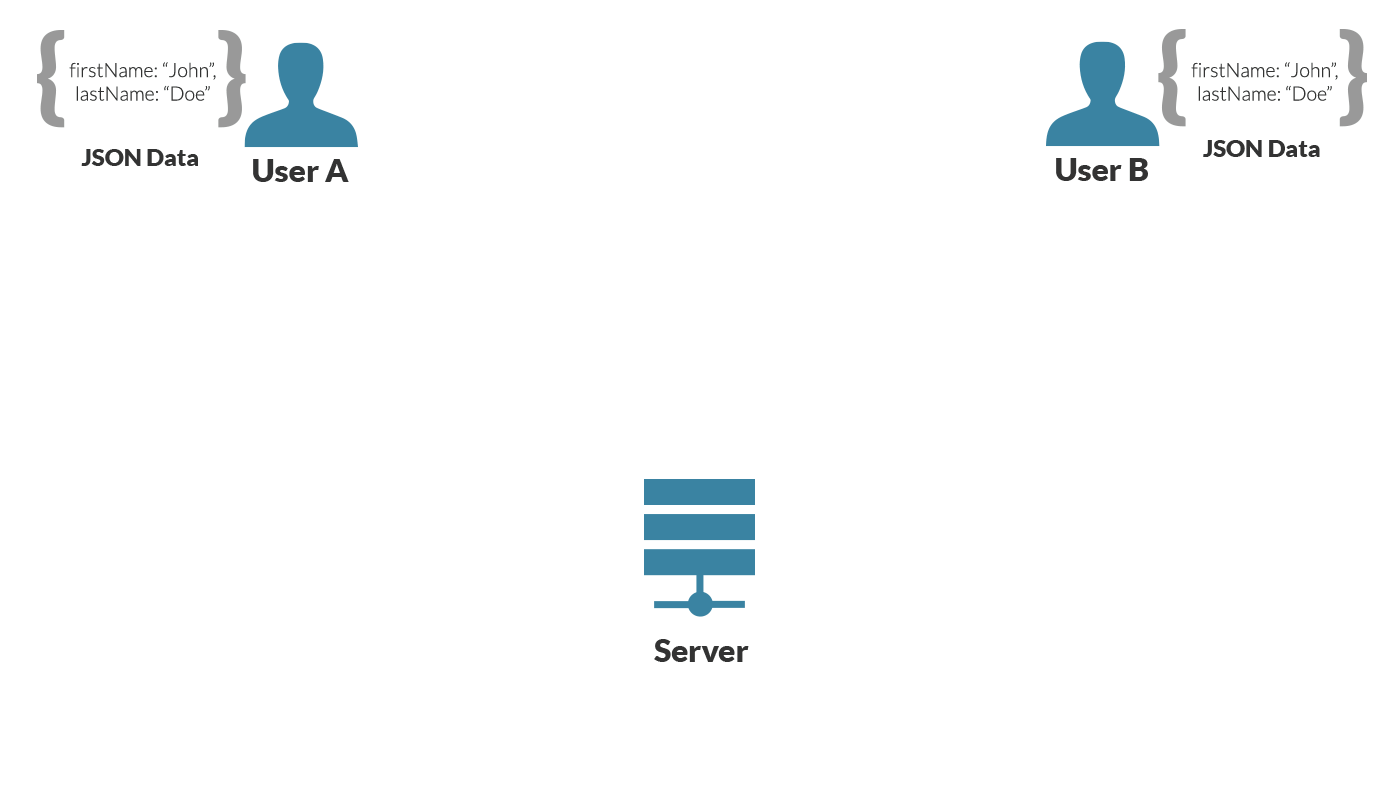 firstName: “John”,
lastName: “Doe”
JSON Data
User A
firstName: “John”,
lastName: “Doe”
JSON Data
User B
Server